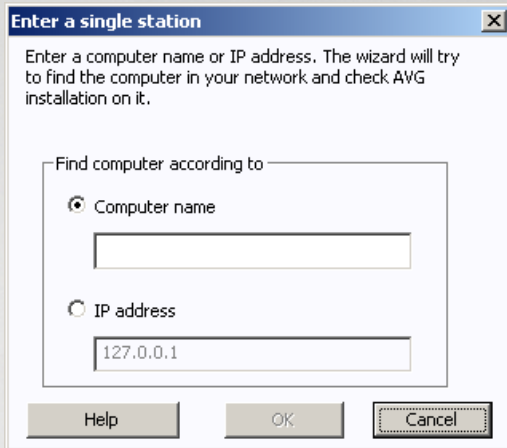 Enter a single station
Enter a computer name or IP address. The wizard will try
to find the computer in your network and check AVG
installation on it.
Find computer according to
Computer name
IP address
127.0.0.1
Help OK Cancel